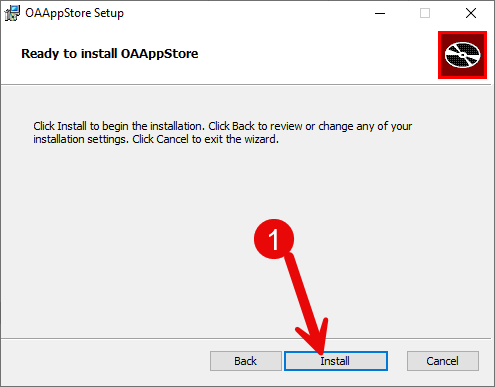 OAAppStore Setup
Ready to install OAAppStore
Click Install to begin the installation. Click Back to review or change any of your
installation settings. Click Cancel to exit the wizard.
1
Back Install Cancel